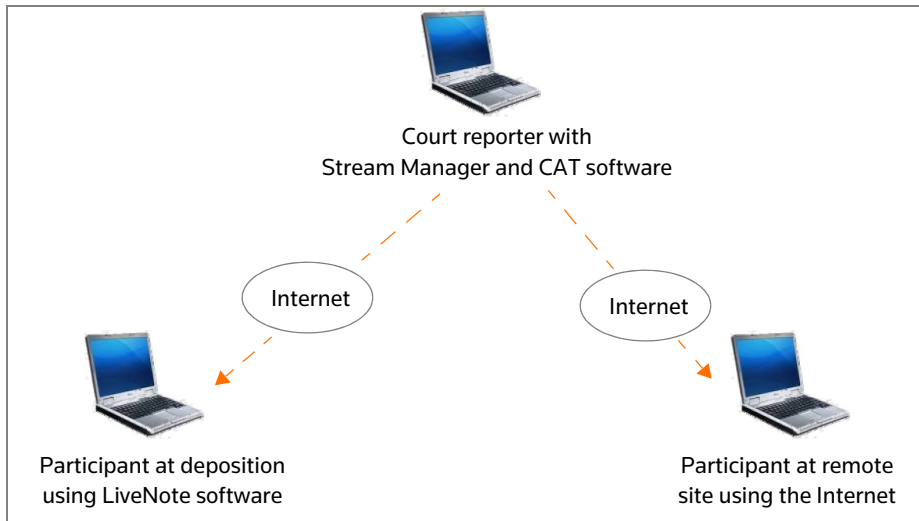 Court reporter with
Stream Manager and CAT software
Internet
Internet
Participant at deposition
using LiveNote software
Participant at remote
site using the Internet